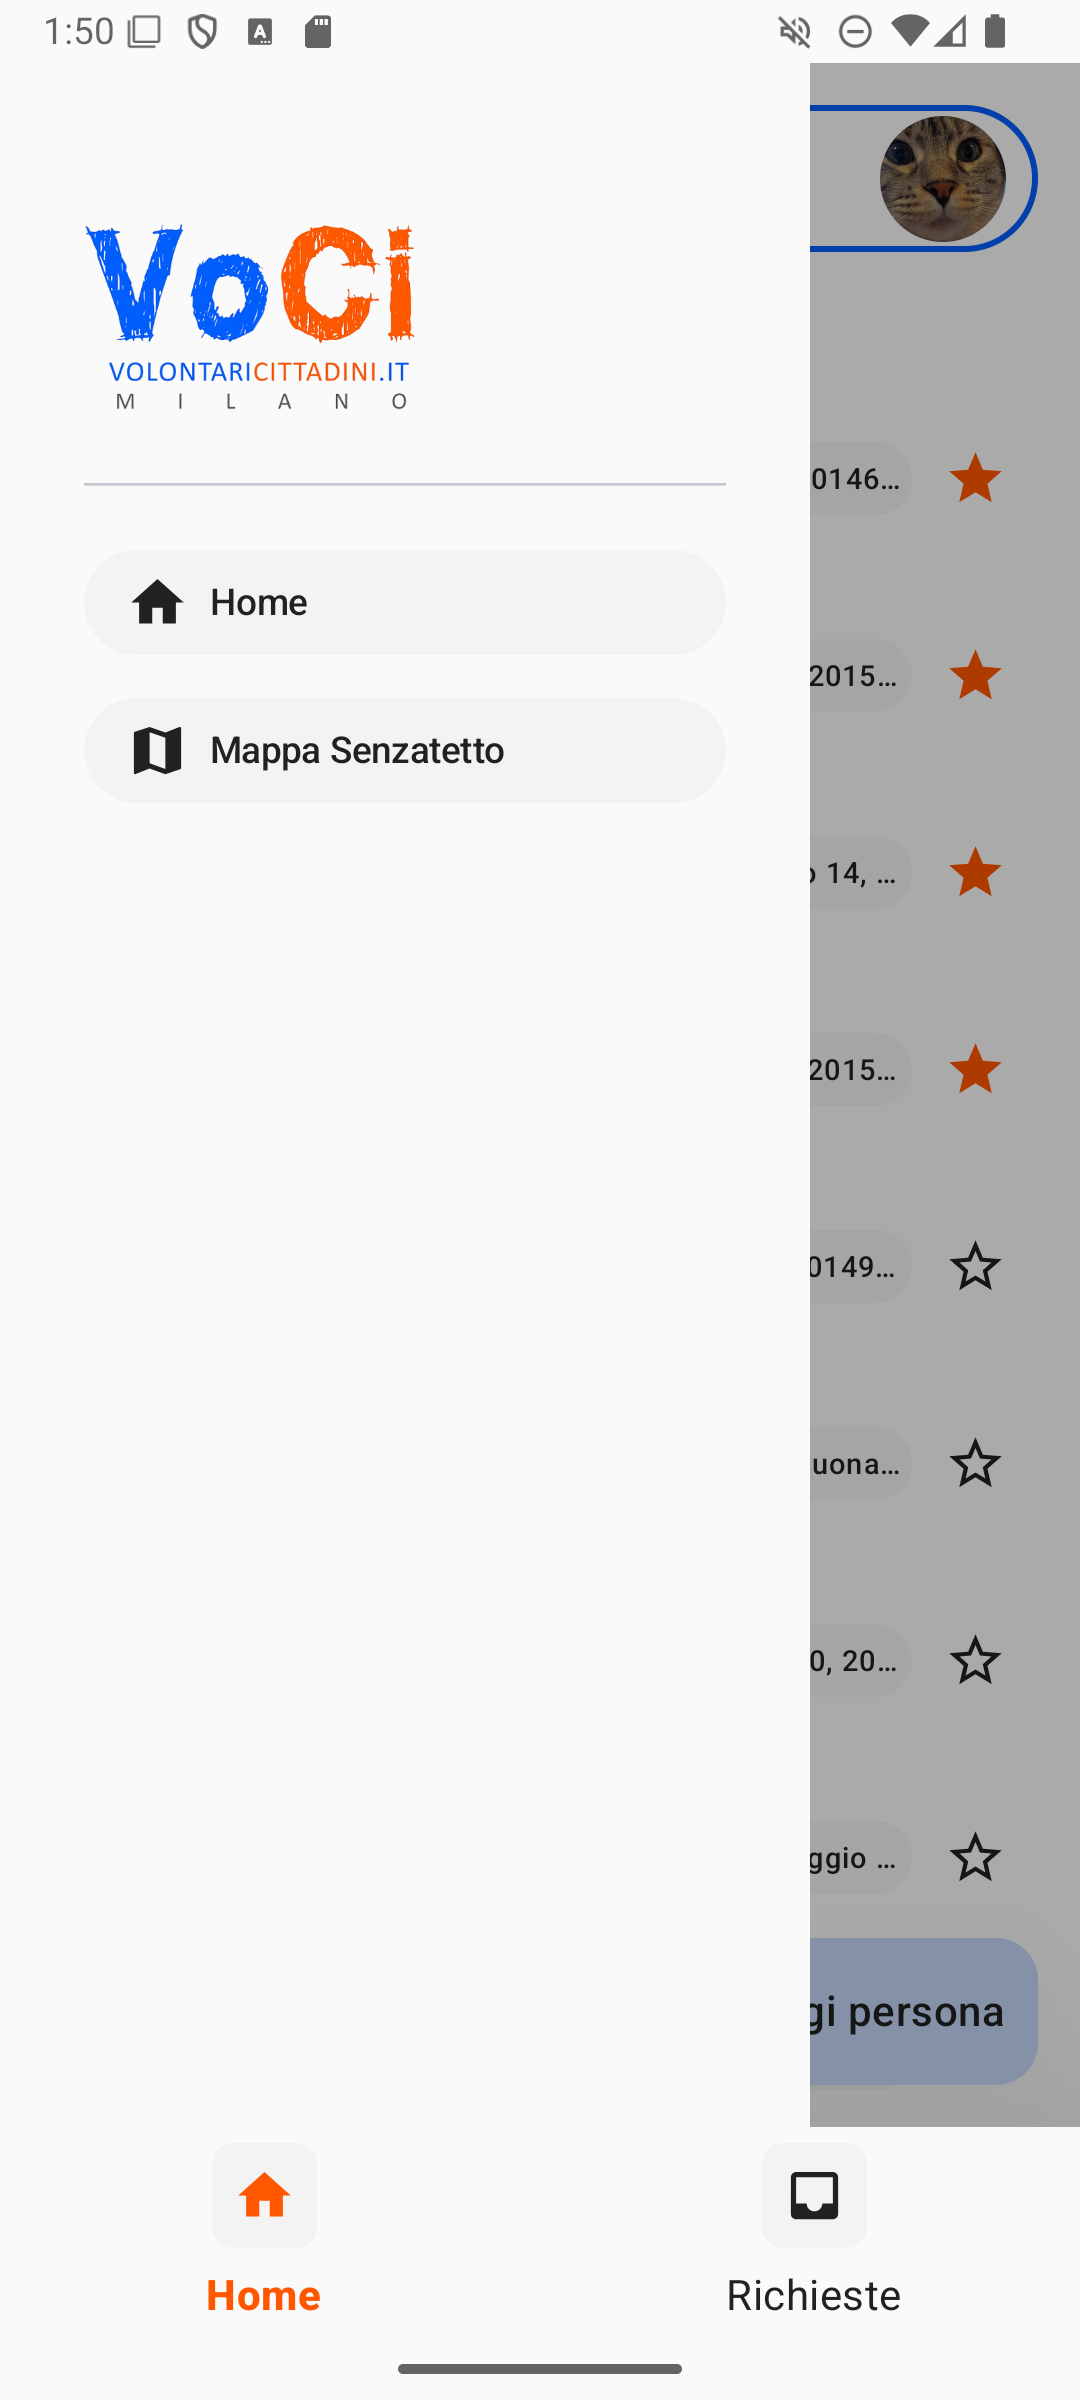 1:50
VoCi
VOLONTARICITTADINI.IT
MILANO
0146…
Home
2015…
Mappa Senzatetto
14, …
2015…
0149…
uona…
0, 20…
ggio …
gi persona
Home
Richieste